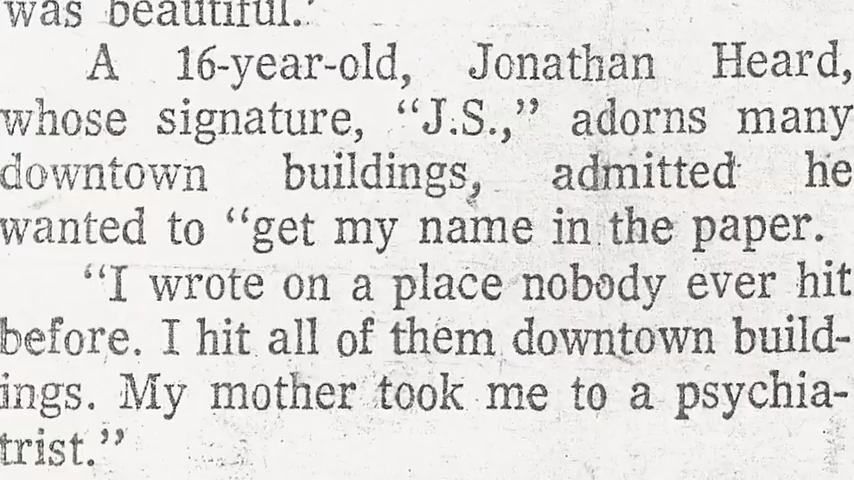 was beautiful.'
A 16-year-old, Jonathan Heard,
whose signature, “J.S.,” adorns many
downtown buildings, admitted he
wanted to “get my name in the paper.
“I wrote on a place nobody ever hit
before. I hit all of them downtown build-
ings. My mother took me to a psychia-
trist.”